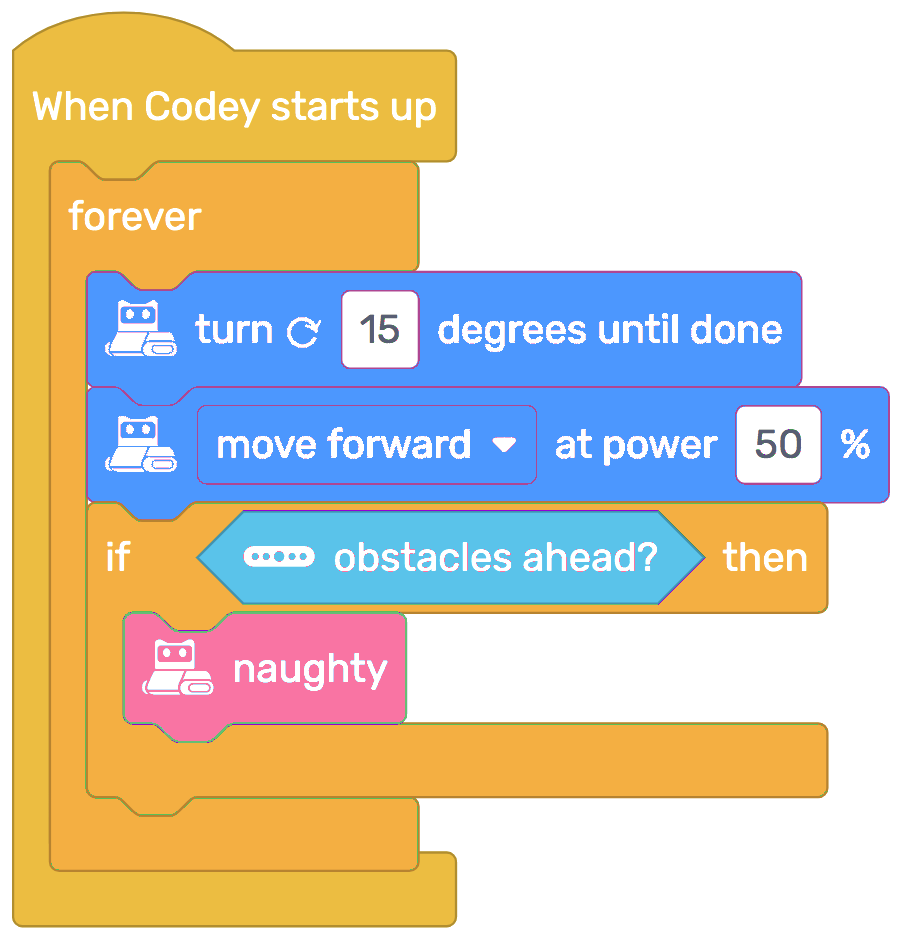 When Codey starts up
forever
turn 15 degrees until done
move forward at power 50 %
if obstacles ahead? then
naughty